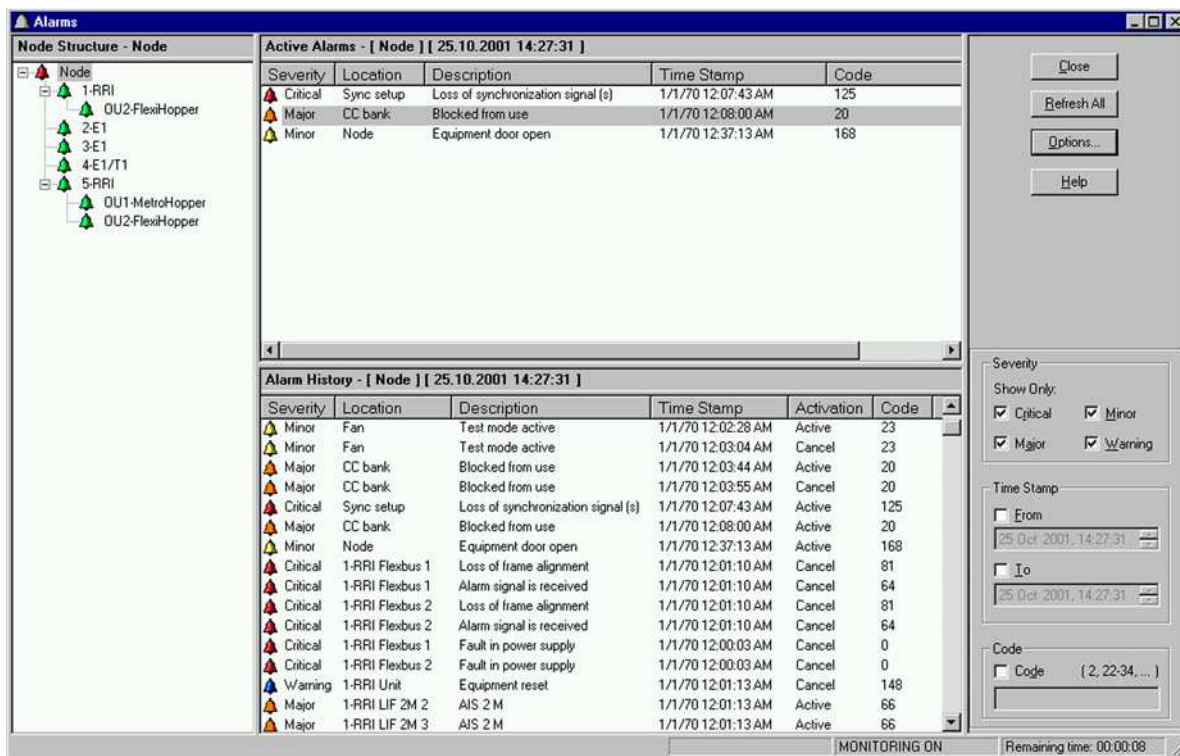 Alarms
Node Structure - Node
Node
1-RRI
OU2-FlexiHopper
2-E1
3-E1
4-E1/T1
5-RRI
OU1-MetroHopper
OU2-FlexiHopper
Active Alarms - [ Node ] [ 25.10.2001 14:27:31 ]
Severity Location Description Time Stamp Code
Critical Sync setup Loss of synchronization signal (s) 1/1/70 12:07:43 AM 125
Major CC bank Blocked from use 1/1/70 12:08:00 AM 20
Minor Node Equipment door open 1/1/70 12:37:13 AM 168
Alarm History - [ Node ] [ 25.10.2001 14:27:31 ]
Severity Location Description Time Stamp Activation Code
Minor Fan Test mode active 1/1/70 12:02:28 AM Active 23
Minor Fan Test mode active 1/1/70 12:03:04 AM Cancel 23
Major CC bank Blocked from use 1/1/70 12:03:44 AM Active 20
Major CC bank Blocked from use 1/1/70 12:03:55 AM Cancel 20
Critical Sync setup Loss of synchronization signal (s) 1/1/70 12:07:43 AM Active 125
Major CC bank Blocked from use 1/1/70 12:08:00 AM Active 20
Minor Node Equipment door open 1/1/70 12:37:13 AM Active 168
Critical 1-RRI Flexbus 1 Loss of frame alignment 1/1/70 12:01:10 AM Cancel 81
Critical 1-RRI Flexbus 1 Alarm signal is received 1/1/70 12:01:10 AM Cancel 64
Critical 1-RRI Flexbus 2 Loss of frame alignment 1/1/70 12:01:10 AM Cancel 81
Critical 1-RRI Flexbus 2 Alarm signal is received 1/1/70 12:01:10 AM Cancel 64
Critical 1-RRI Flexbus 1 Fault in power supply 1/1/70 12:00:03 AM Cancel 0
Critical 1-RRI Flexbus 2 Fault in power supply 1/1/70 12:00:03 AM Cancel 0
Warning 1-RRI Unit Equipment reset 1/1/70 12:01:13 AM Cancel 148
Major 1-RRI LIF 2M 2 AIS 2 M 1/1/70 12:01:13 AM Active 66
Major 1-RRI LIF 2M 3 AIS 2 M 1/1/70 12:01:13 AM Active 66
Close
Refresh All
Options...
Help
Severity
Show Only:
Critical Minor
Major Warning
Time Stamp
From
25 Oct 2001, 14:27:31
To
25 Oct 2001, 14:27:31
Code
Code ( 2, 22-34, ... )
MONITORING ON Remaining time: 00:00:08